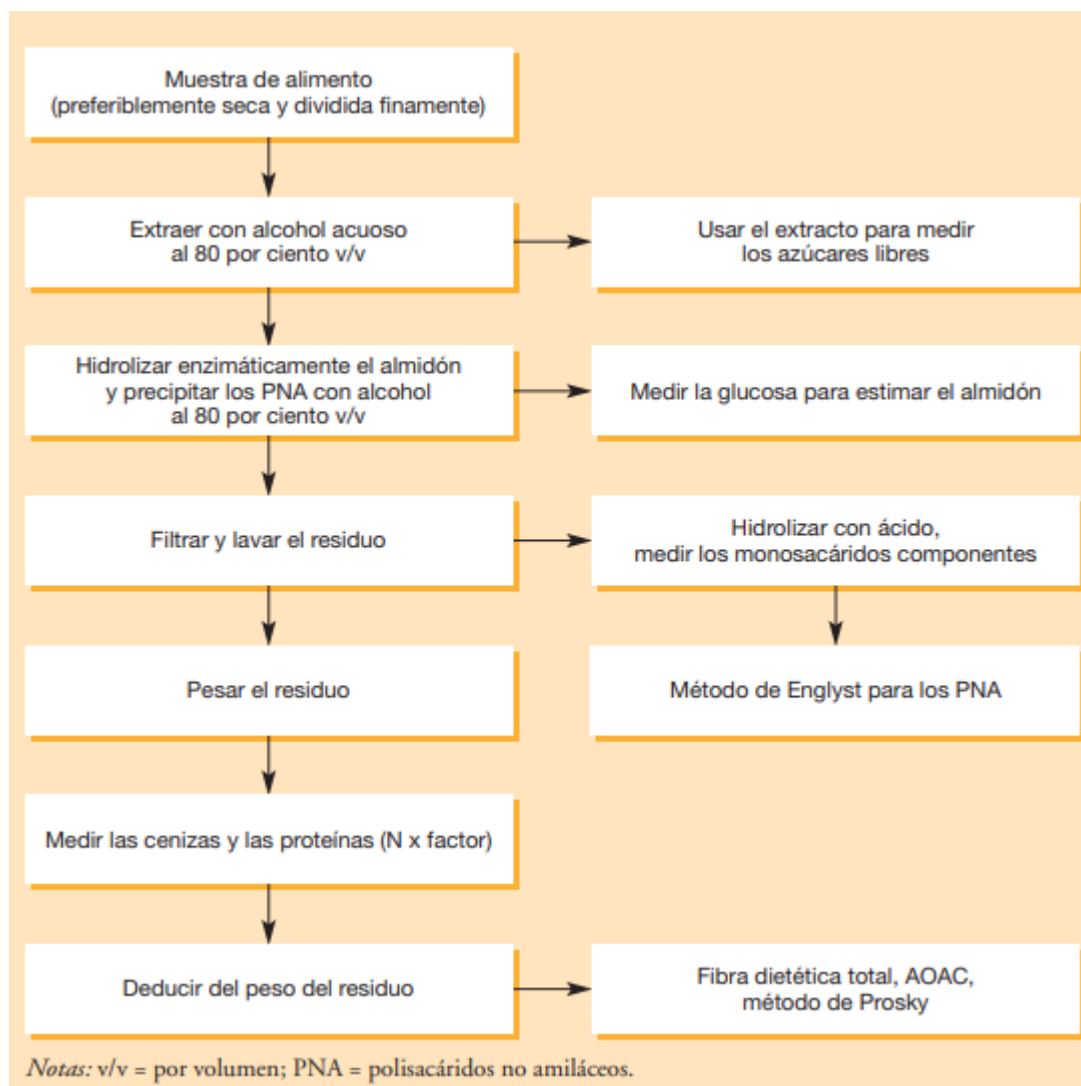 Muestra de alimento
(preferiblemente seca y dividida finamente)
Extraer con alcohol acuoso
al 80 por ciento v/v
Usar el extracto para medir
los azúcares libres
Hidrolizar enzimáticamente el almidón
y precipitar los PNA con alcohol
al 80 por ciento v/v
Medir la glucosa para estimar el almidón
Filtrar y lavar el residuo
Hidrolizar con ácido,
medir los monosacáridos componentes
Pesar el residuo
Método de Englyst para los PNA
Medir las cenizas y las proteínas (N x factor)
Deducir del peso del residuo
Fibra dietética total, AOAC,
método de Prosky
Notas: v/v = por volumen; PNA = polisacáridos no amiláceos.